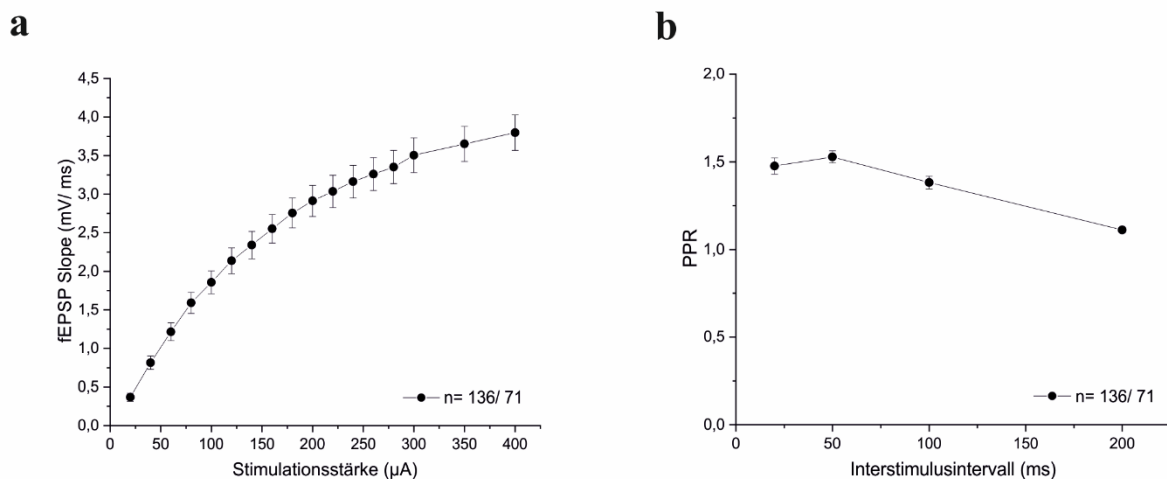 a
fEPSP Slope (mV/ ms)
4,5
4,0
3,5
3,0
2,5
2,0
1,5
1,0
0,5
0,0
n= 136/ 71
0 50 100 150 200 250 300 350 400
Stimulationsstärke (µA)
b
PPR
2,0
1,5
1,0
0,5
0,0
n= 136/ 71
0 50 100 150 200
Interstimulusintervall (ms)